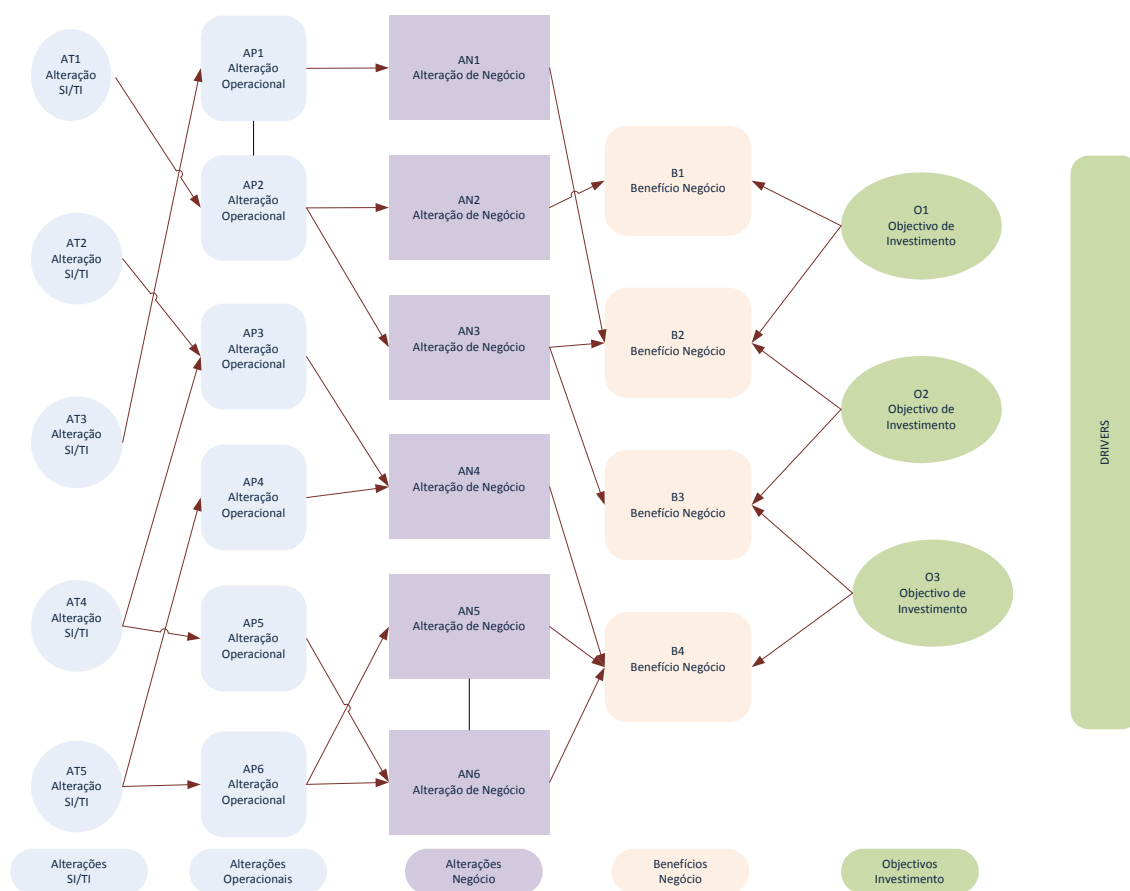 AT1
Alteração
SI/TI
AT2
Alteração
SI/TI
AT3
Alteração
SI/TI
AT4
Alteração
SI/TI
AT5
Alteração
SI/TI
AP1
Alteração
Operacional
AP2
Alteração
Operacional
AP3
Alteração
Operacional
AP4
Alteração
Operacional
AP5
Alteração
Operacional
AP6
Alteração
Operacional
AN1
Alteração de Negócio
AN2
Alteração de Negócio
AN3
Alteração de Negócio
AN4
Alteração de Negócio
AN5
Alteração de Negócio
AN6
Alteração de Negócio
B1
Benefício Negócio
B2
Benefício Negócio
B3
Benefício Negócio
B4
Benefício Negócio
O1
Objectivo de
Investimento
O2
Objectivo de
Investimento
O3
Objectivo de
Investimento
DRIVERS
Alterações
SI/TI
Alterações
Operacionais
Alterações
Negócio
Benefícios
Negócio
Objectivos
Investimento